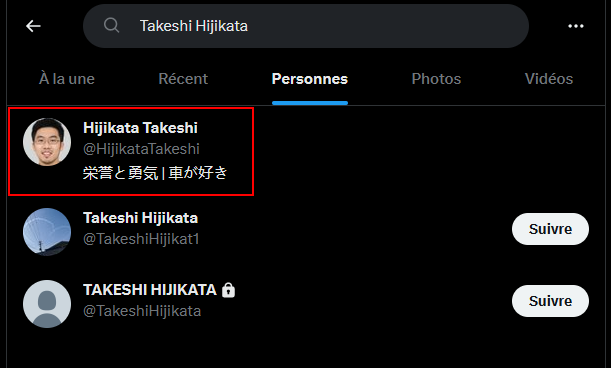 Takeshi Hijikata
À la une
Récent
Personnes
Photos
Vidéos
Hijikata Takeshi
@HijikataTakeshi
栄誉と勇気 | 車が好き
Takeshi Hijikata
@TakeshiHijikat1
Suivre
TAKESHI HIJIKATA
@TakeshiHijikata
Suivre